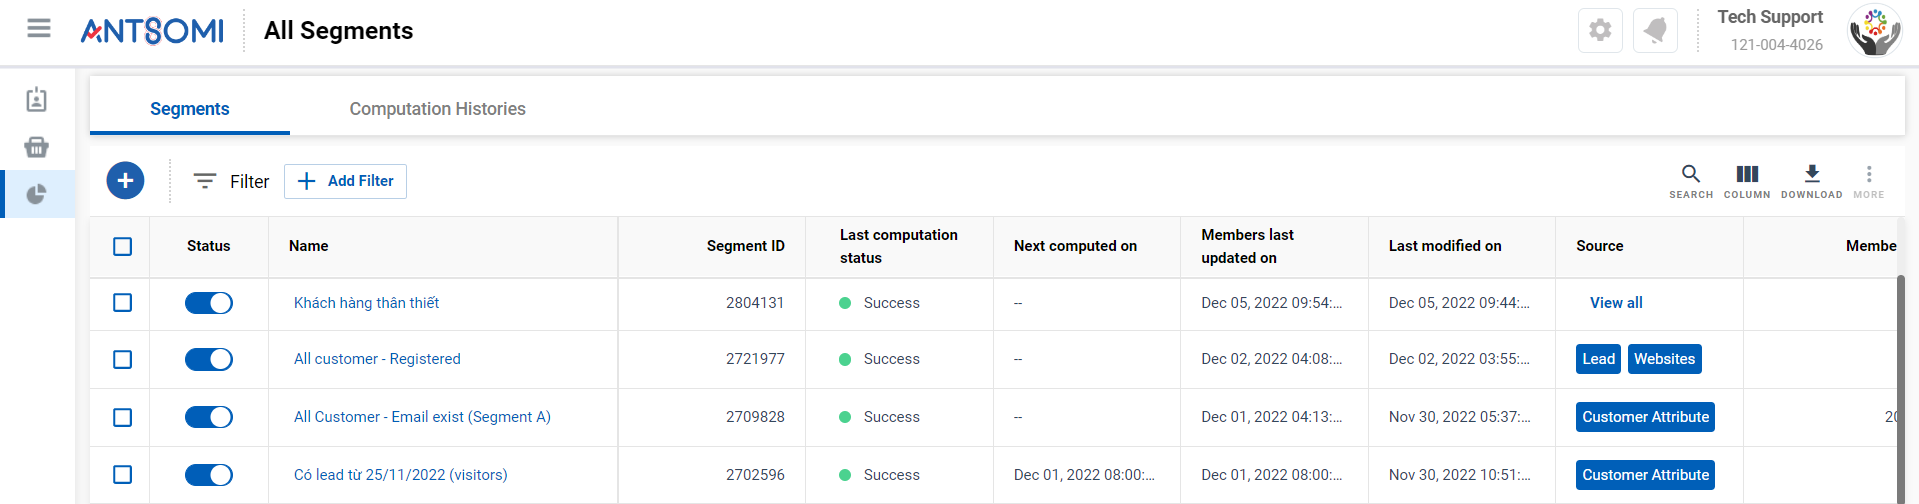 ANTSOMI
All Segments
Tech Support
121-004-4026
Segments
Computation Histories
Filter
Add Filter
SEARCH
COLUMN
DOWNLOAD
MORE
Status
Name
Segment ID
Last computation
status
Next computed on
Members last
updated on
Last modified on
Source
Membe
Khách hàng thân thiết
2804131
Success
--
Dec 05, 2022 09:54:...
Dec 05, 2022 09:44:...
View all
All customer - Registered
2721977
Success
--
Dec 02, 2022 04:08:...
Dec 02, 2022 03:55:...
Lead
Websites
All Customer - Email exist (Segment A)
2709828
Success
--
Dec 01, 2022 04:13:...
Nov 30, 2022 05:37:...
Customer Attribute
20
Có lead từ 25/11/2022 (visitors)
2702596
Success
Dec 01, 2022 08:00:...
Dec 01, 2022 08:00:...
Nov 30, 2022 10:51:...
Customer Attribute